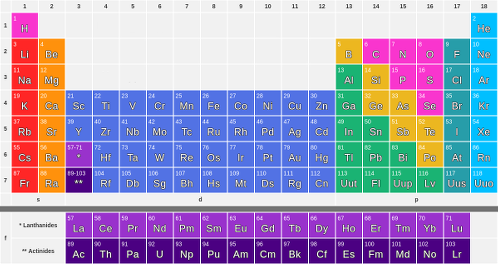 1 2 3 4 5 6 7 8 9 10 11 12 13 14 15 16 17 18
1 1 H 2 He
2 3 Li 4 Be 5 B 6 C 7 N 8 O 9 F 10 Ne
3 11 Na 12 Mg 13 Al 14 Si 15 P 16 S 17 Cl 18 Ar
4 19 K 20 Ca 21 Sc 22 Ti 23 V 24 Cr 25 Mn 26 Fe 27 Co 28 Ni 29 Cu 30 Zn 31 Ga 32 Ge 33 As 34 Se 35 Br 36 Kr
5 37 Rb 38 Sr 39 Y 40 Zr 41 Nb 42 Mo 43 Tc 44 Ru 45 Rh 46 Pd 47 Ag 48 Cd 49 In 50 Sn 51 Sb 52 Te 53 I 54 Xe
6 55 Cs 56 Ba 57-71 * 72 Hf 73 Ta 74 W 75 Re 76 Os 77 Ir 78 Pt 79 Au 80 Hg 81 Tl 82 Pb 83 Bi 84 Po 85 At 86 Rn
7 87 Fr 88 Ra 89-103 ** 104 Rf 105 Db 106 Sg 107 Bh 108 Hs 109 Mt 110 Ds 111 Rg 112 Cn 113 Uut 114 Fl 115 Uup 116 Lv 117 Uus 118 Uuo
s d p
f * Lanthanides 57 La 58 Ce 59 Pr 60 Nd 61 Pm 62 Sm 63 Eu 64 Gd 65 Tb 66 Dy 67 Ho 68 Er 69 Tm 70 Yb 71 Lu
** Actinides 89 Ac 90 Th 91 Pa 92 U 93 Np 94 Pu 95 Am 96 Cm 97 Bk 98 Cf 99 Es 100 Fm 101 Md 102 No 103 Lr